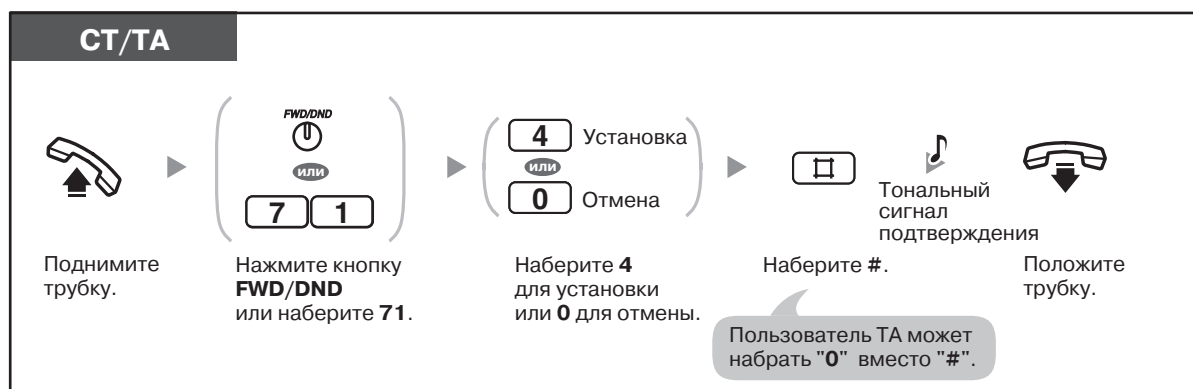 СТ/ТА
FWD/DND
или
7 1
4 Установка
или
0 Отмена
#
Тональный
сигнал
подтверждения
Поднимите
трубку.
Нажмите кнопку
FWD/DND
или наберите 71.
Наберите 4
для установки
или 0 для отмены.
Наберите #.
Положите
трубку.
Пользователь ТА может
набрать "0" вместо "#".